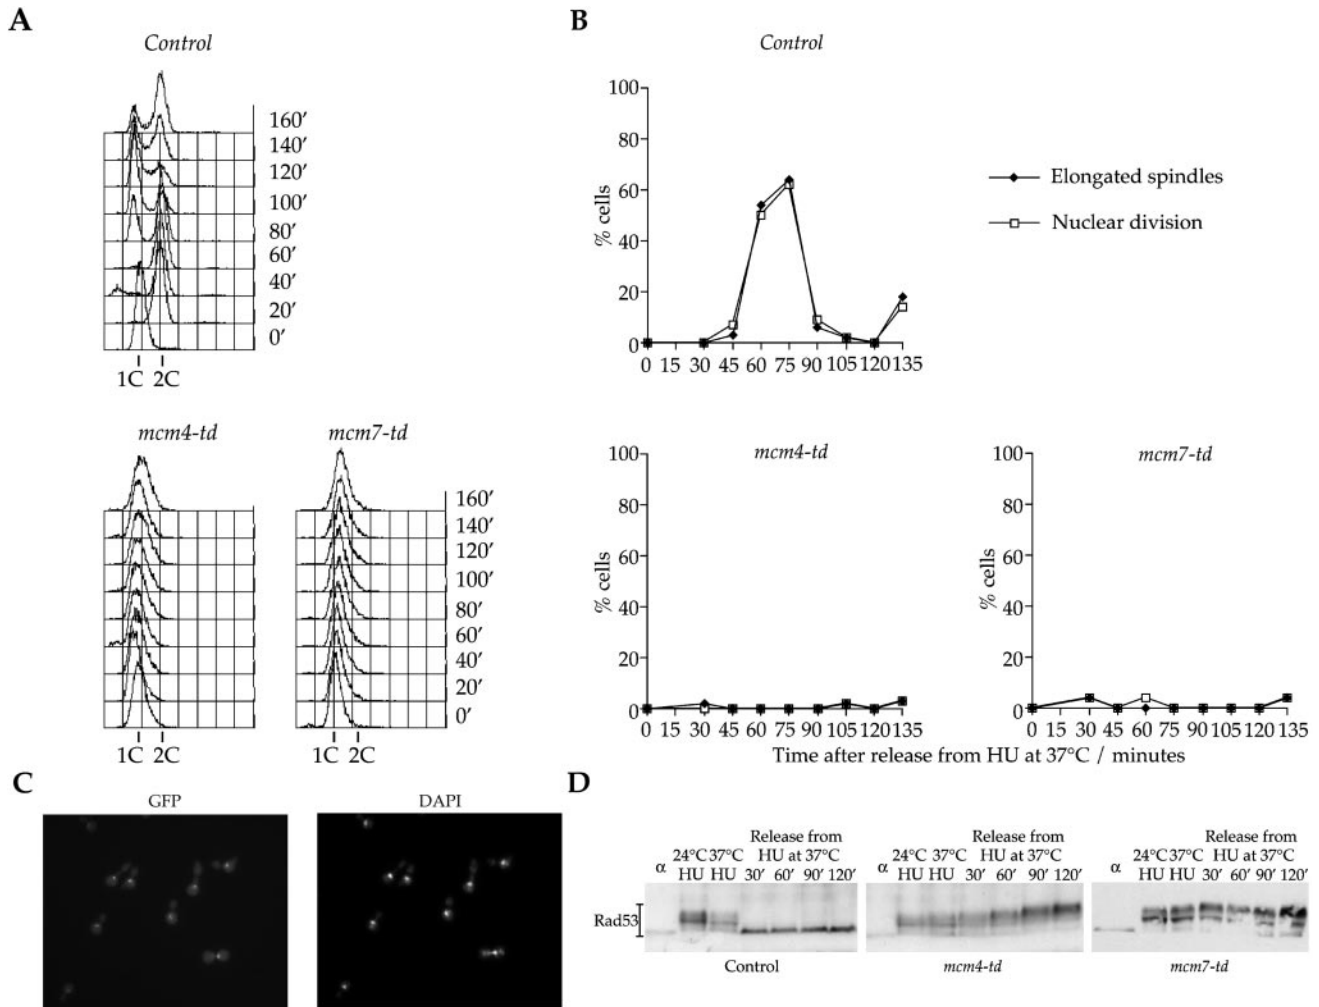 A
Control
160′
140′
120′
100′
80′
60′
40′
20′
0′
1C 2C
mcm4-td
mcm7-td
160′
140′
120′
100′
80′
60′
40′
20′
0′
1C 2C
1C 2C
B
Control
100
80
60
40
20
0
% cells
0 15 30 45 60 75 90 105 120 135
Elongated spindles
Nuclear division
mcm4-td
100
80
60
40
20
0
% cells
0 15 30 45 60 75 90 105 120 135
mcm7-td
100
80
60
40
20
0
% cells
0 15 30 45 60 75 90 105 120 135
Time after release from HU at 37°C / minutes
C
GFP
DAPI
D
Release from
24°C 37°C HU at 37°C
α HU HU 30′ 60′ 90′ 120′
Release from
24°C 37°C HU at 37°C
α HU HU 30′ 60′ 90′ 120′
Release from
24°C 37°C HU at 37°C
α HU HU 30′ 60′ 90′ 120′
Rad53
Control
mcm4-td
mcm7-td